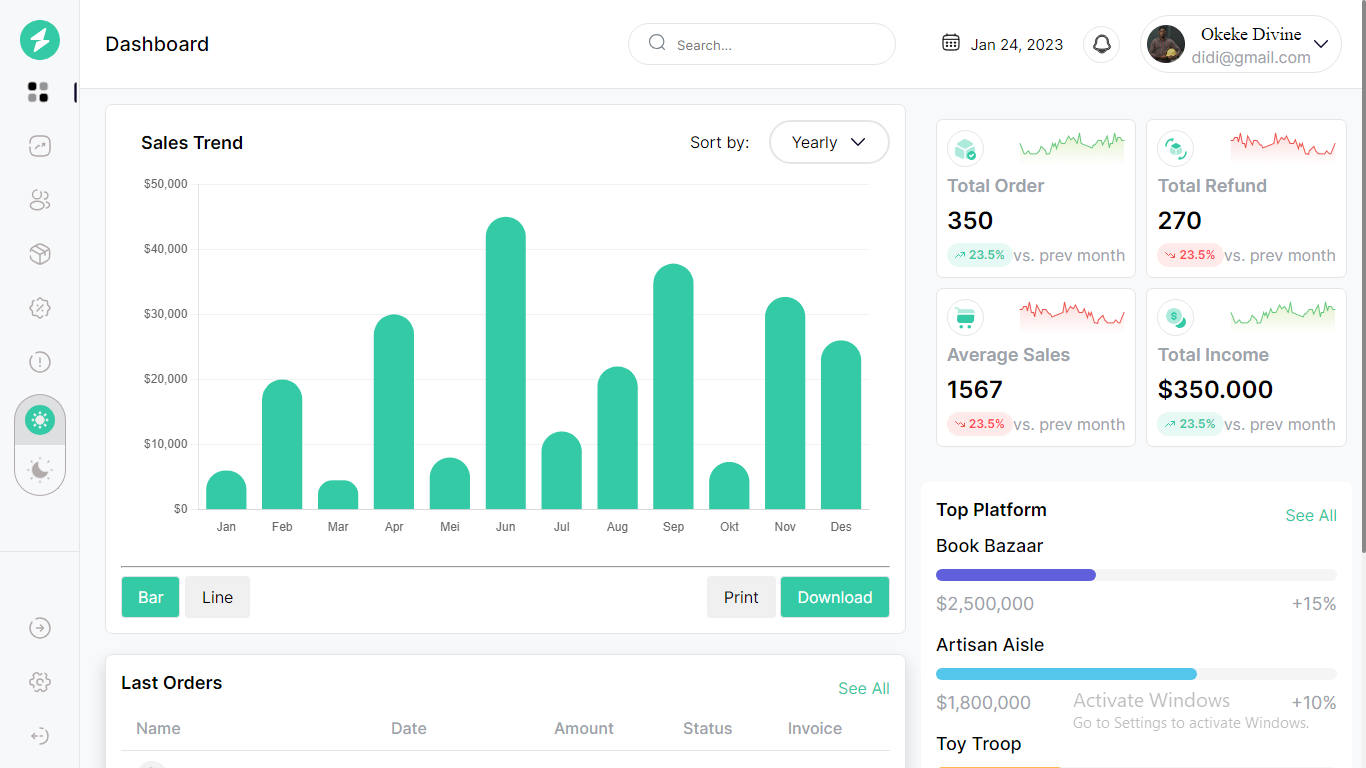 Dashboard
Search...
Jan 24, 2023
Okeke Divine
didi@gmail.com
Sales Trend
Sort by:
Yearly
$50,000
$40,000
$30,000
$20,000
$10,000
$0
Jan Feb Mar Apr Mei Jun Jul Aug Sep Okt Nov Des
Bar
Line
Print
Download
Total Order
350
23.5% vs. prev month
Total Refund
270
23.5% vs. prev month
Average Sales
1567
23.5% vs. prev month
Total Income
$350.000
23.5% vs. prev month
Last Orders
See All
Name Date Amount Status Invoice
Top Platform
See All
Book Bazaar
$2,500,000 +15%
Artisan Aisle
$1,800,000 +10%
Toy Troop
Activate Windows
Go to Settings to activate Windows.